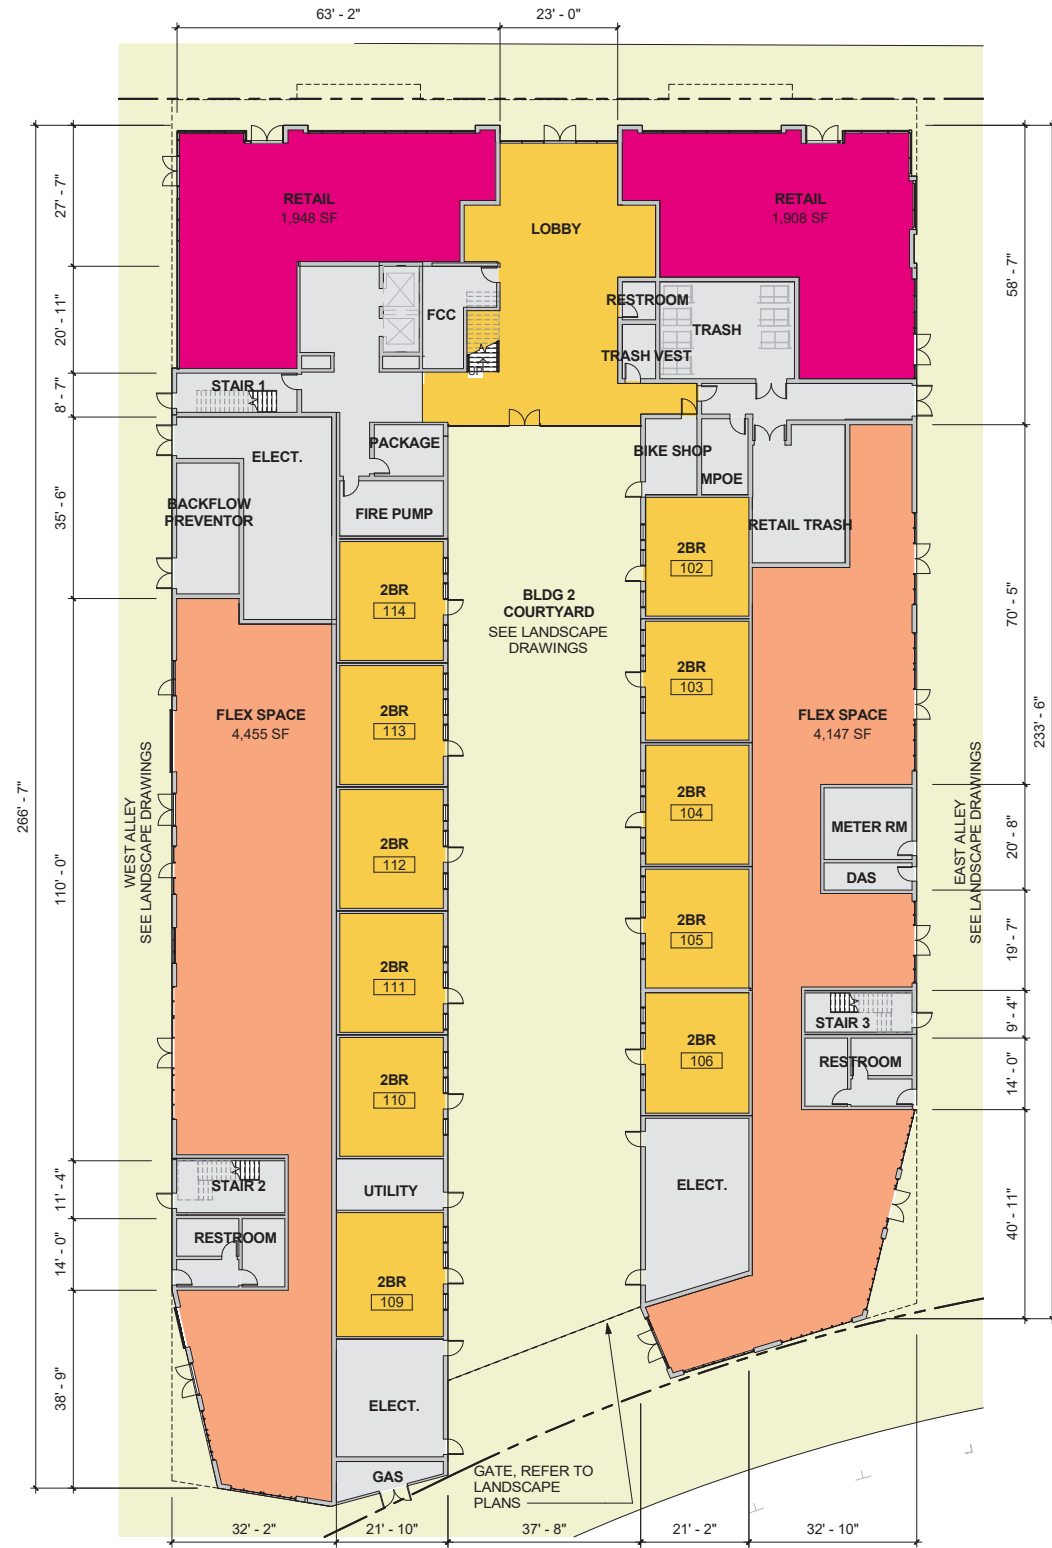 63' - 2"
23' - 0"
27' - 7"
20' - 11"
8' - 7"
35' - 6"
110' - 0"
11' - 4"
14' - 0"
38' - 9"
266' - 7"
58' - 7"
70' - 5"
20' - 8"
19' - 7"
9' - 4"
14' - 0"
40' - 11"
233' - 6"
RETAIL
1,948 SF
LOBBY
RETAIL
1,908 SF
FCC
UP
RESTROOM
TRASH
TRASH VEST
STAIR 1
ELECT.
PACKAGE
BACKFLOW
PREVENTOR
FIRE PUMP
BIKE SHOP
MPOE
RETAIL TRASH
2BR
114
2BR
113
2BR
112
2BR
111
2BR
110
UTILITY
2BR
109
ELECT.
GAS
BLDG 2
COURTYARD
SEE LANDSCAPE
DRAWINGS
2BR
102
2BR
103
2BR
104
2BR
105
2BR
106
ELECT.
FLEX SPACE
4,455 SF
FLEX SPACE
4,147 SF
METER RM
DAS
STAIR 3
RESTROOM
STAIR 2
RESTROOM
WEST ALLEY
SEE LANDSCAPE DRAWINGS
EAST ALLEY
SEE LANDSCAPE DRAWINGS
GATE, REFER TO
LANDSCAPE
PLANS
32' - 2"
21' - 10"
37' - 8"
21' - 2"
32' - 10"